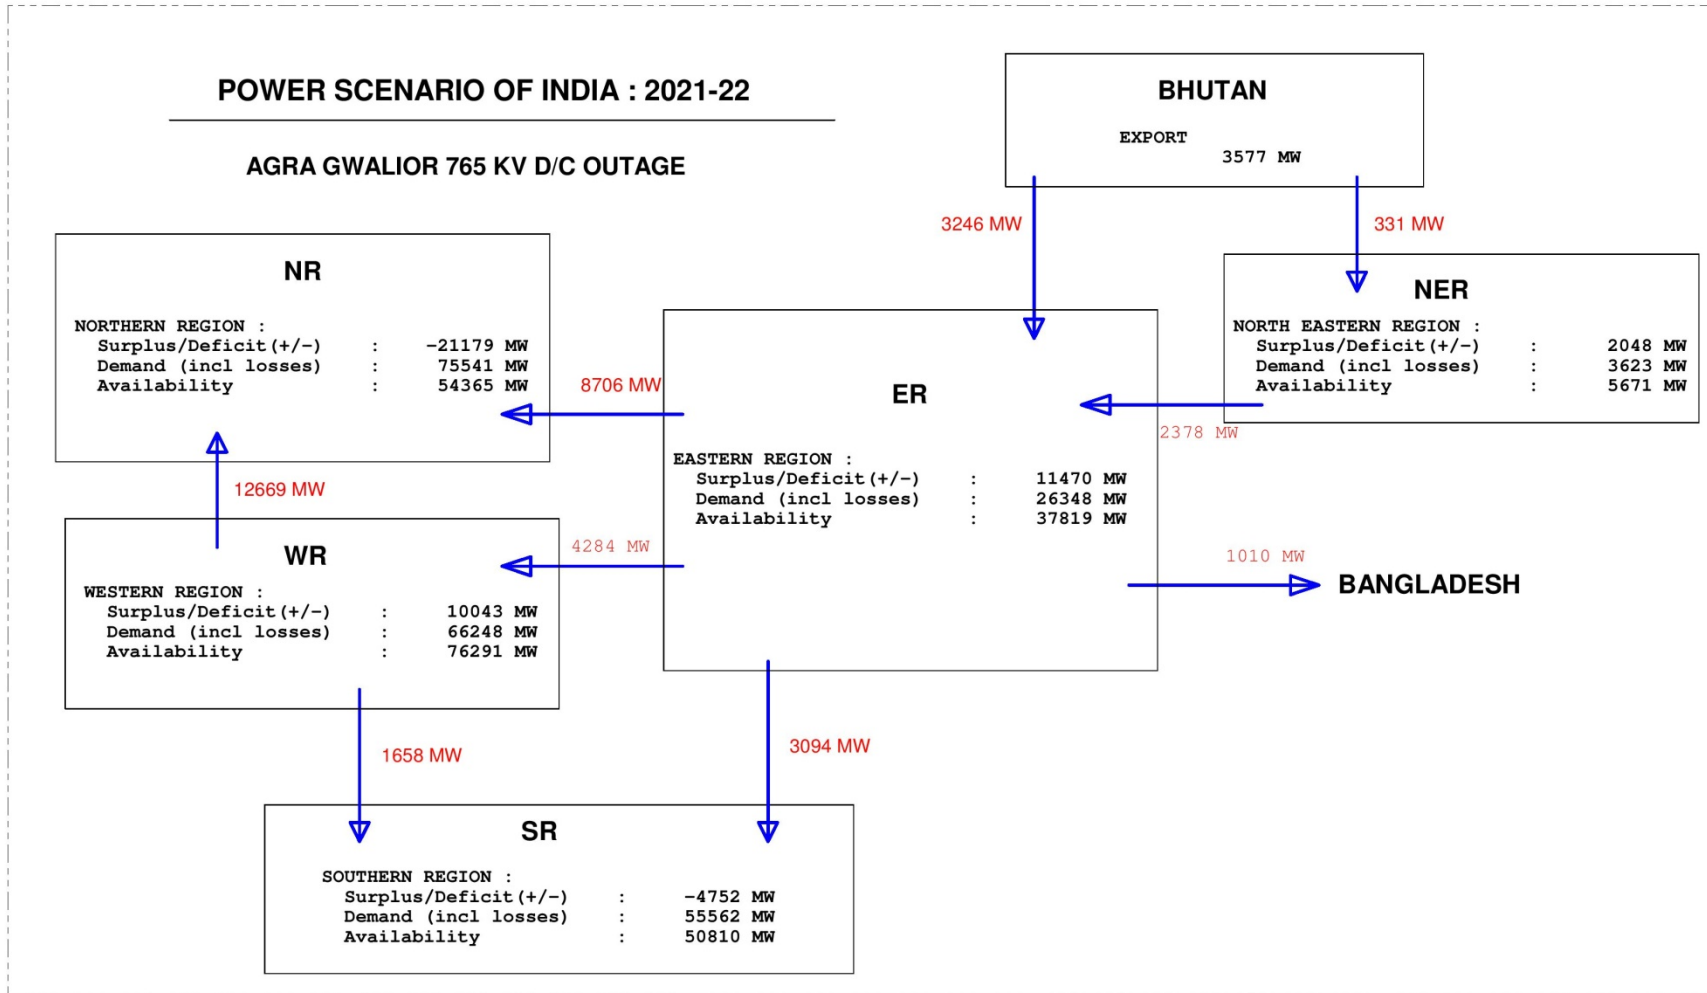 POWER SCENARIO OF INDIA : 2021-22
AGRA GWALIOR 765 KV D/C OUTAGE
BHUTAN
EXPORT
3577 MW
3246 MW
331 MW
NR
NORTHERN REGION :
Surplus/Deficit(+/-) : -21179 MW
Demand (incl losses) : 75541 MW
Availability : 54365 MW
NER
NORTH EASTERN REGION :
Surplus/Deficit(+/-) : 2048 MW
Demand (incl losses) : 3623 MW
Availability : 5671 MW
8706 MW
2378 MW
ER
EASTERN REGION :
Surplus/Deficit(+/-) : 11470 MW
Demand (incl losses) : 26348 MW
Availability : 37819 MW
12669 MW
4284 MW
1010 MW
BANGLADESH
WR
WESTERN REGION :
Surplus/Deficit(+/-) : 10043 MW
Demand (incl losses) : 66248 MW
Availability : 76291 MW
1658 MW
3094 MW
SR
SOUTHERN REGION :
Surplus/Deficit(+/-) : -4752 MW
Demand (incl losses) : 55562 MW
Availability : 50810 MW